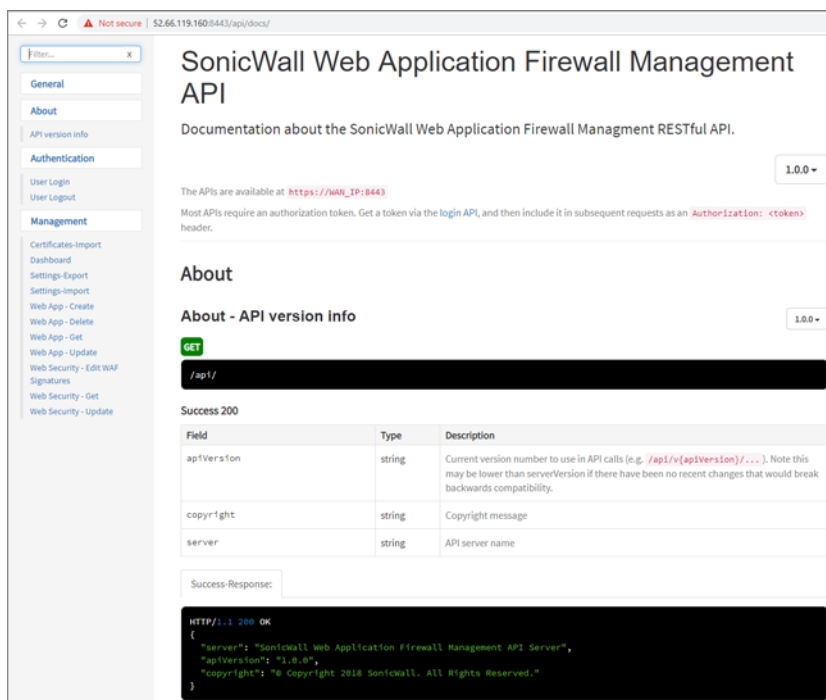 Not secure | 52.66.119.160:8443/api/docs/
Filter... x
General
About
API version info
Authentication
User Login
User Logout
Management
Certificates-Import
Dashboard
Settings-Export
Settings-Import
Web App - Create
Web App - Delete
Web App - Get
Web App - Update
Web Security - Edit WAF
Signatures
Web Security - Get
Web Security - Update
SonicWall Web Application Firewall Management
API
Documentation about the SonicWall Web Application Firewall Managment RESTful API.
1.0.0
The APIs are available at https://WAN_IP:8443
Most APIs require an authorization token. Get a token via the login API, and then include it in subsequent requests as an Authorization: <token>
header.
About
About - API version info
1.0.0
GET
/api/
Success 200
Field Type Description
apiVersion string Current version number to use in API calls (e.g. /api/v{apiVersion}/... ). Note this
may be lower than serverVersion if there have been no recent changes that would break
backwards compatibility.
copyright string Copyright message
server string API server name
Success-Response:
HTTP/1.1 200 OK
{
"server": "SonicWall Web Application Firewall Management API Server",
"apiVersion": "1.0.0",
"copyright": "© Copyright 2018 SonicWall. All Rights Reserved."
}